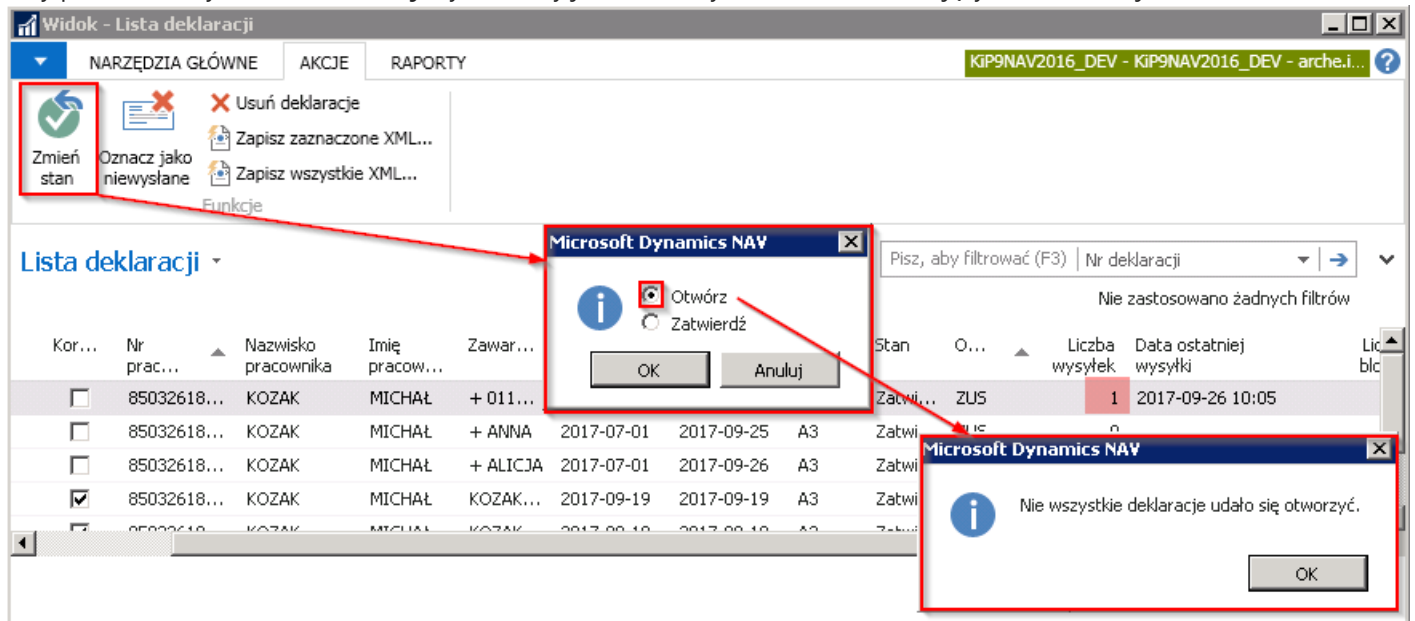 Widok - Lista deklaracji
NARZĘDZIA GŁÓWNE AKCJE RAPORTY KiP9NAV2016_DEV - KiP9NAV2016_DEV - arche.i...
Zmień stan
Oznacz jako niewysłane
Usuń deklaracje
Zapisz zaznaczone XML...
Zapisz wszystkie XML...
Funkcje
Lista deklaracji
Pisz, aby filtrować (F3) Nr deklaracji
Nie zastosowano żadnych filtrów
Microsoft Dynamics NAV
Otwórz
Zatwierdź
OK Anuluj
Kor... Nr prac... Nazwisko pracownika Imię pracow... Zawar... Stan O... Liczba wysyłek Data ostatniej wysyłki
85032618... KOZAK MICHAŁ + 011... Zatwi... ZUS 1 2017-09-26 10:05
85032618... KOZAK MICHAŁ + ANNA 2017-07-01 2017-09-25 A3 Zatwi
85032618... KOZAK MICHAŁ + ALICJA 2017-07-01 2017-09-26 A3 Zatwi
85032618... KOZAK MICHAŁ KOZAK... 2017-09-19 2017-09-19 A3 Zatwi
Microsoft Dynamics NAV
Nie wszystkie deklaracje udało się otworzyć.
OK